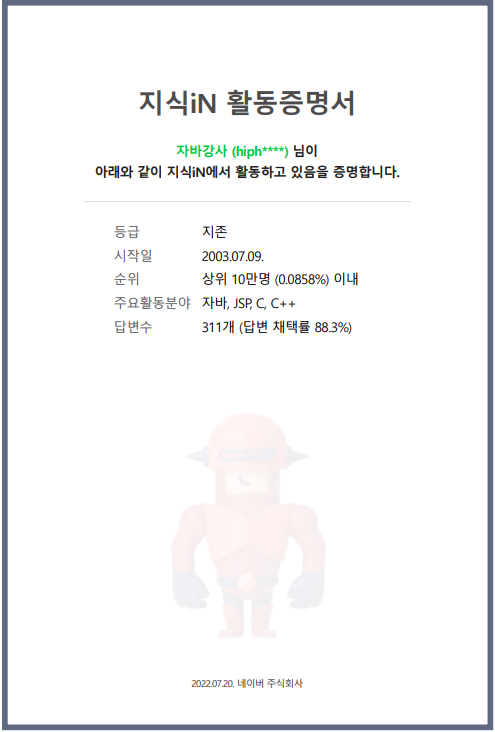 지식iN 활동증명서
자바강사 (hiph****) 님이
아래와 같이 지식iN에서 활동하고 있음을 증명합니다.
등급 지존
시작일 2003.07.09.
순위 상위 10만명 (0.0858%) 이내
주요활동분야 자바, JSP, C, C++
답변수 311개 (답변 채택률 88.3%)
2022.07.20. 네이버 주식회사